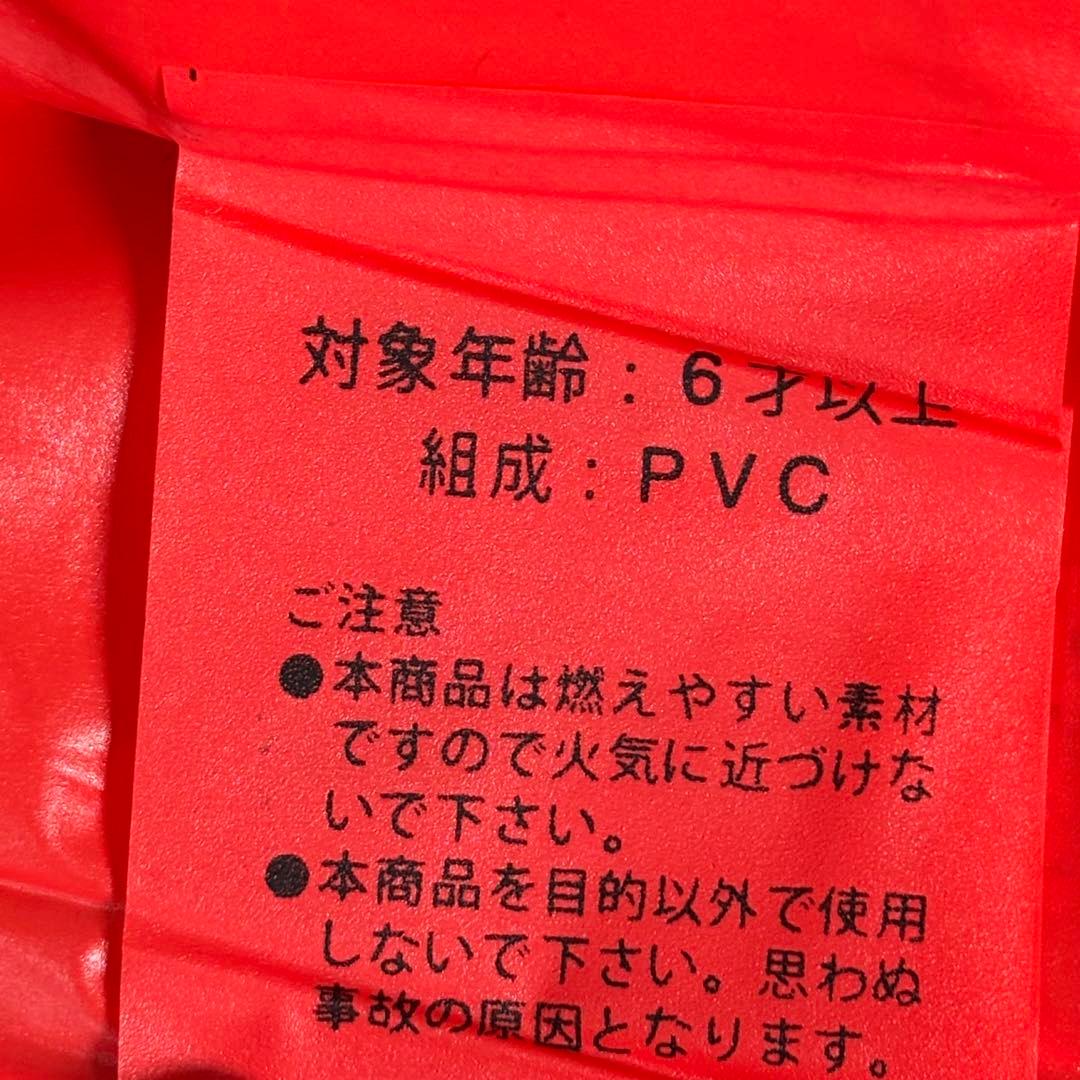 対象年齢：６才以上
組成：ＰＶＣ
ご注意
●本商品は燃えやすい素材
ですので火気に近づけな
いで下さい。
●本商品を目的以外で使用
しないで下さい。思わぬ
事故の原因となります。